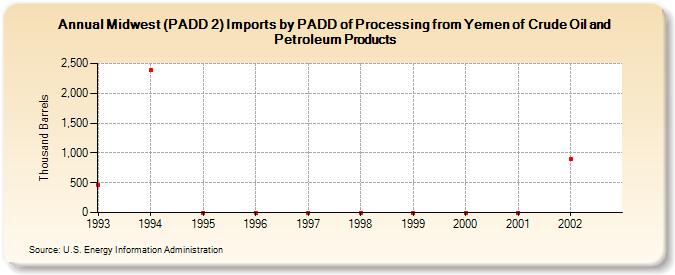 Annual Midwest (PADD 2) Imports by PADD of Processing from Yemen of Crude Oil and
Petroleum Products
Thousand Barrels
2,500
2,000
1,500
1,000
500
0
1993 1994 1995 1996 1997 1998 1999 2000 2001 2002
Source: U.S. Energy Information Administration